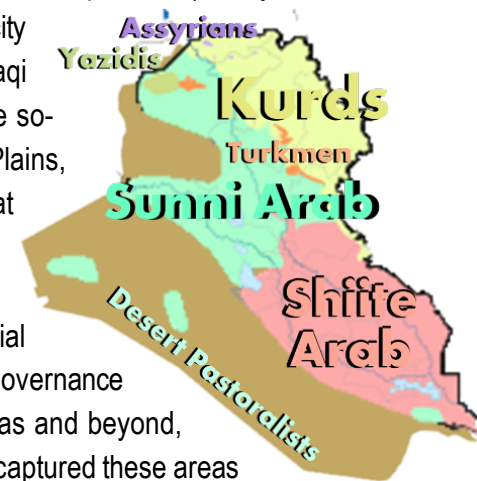 Assyrians
city
Yazidis
aqi
Kurds
e so-
Turkmen
Plains,
Sunni Arab
at
Shiite
Arab
Desert Pastoralists
ial
overnance
as and beyond,
captured these areas